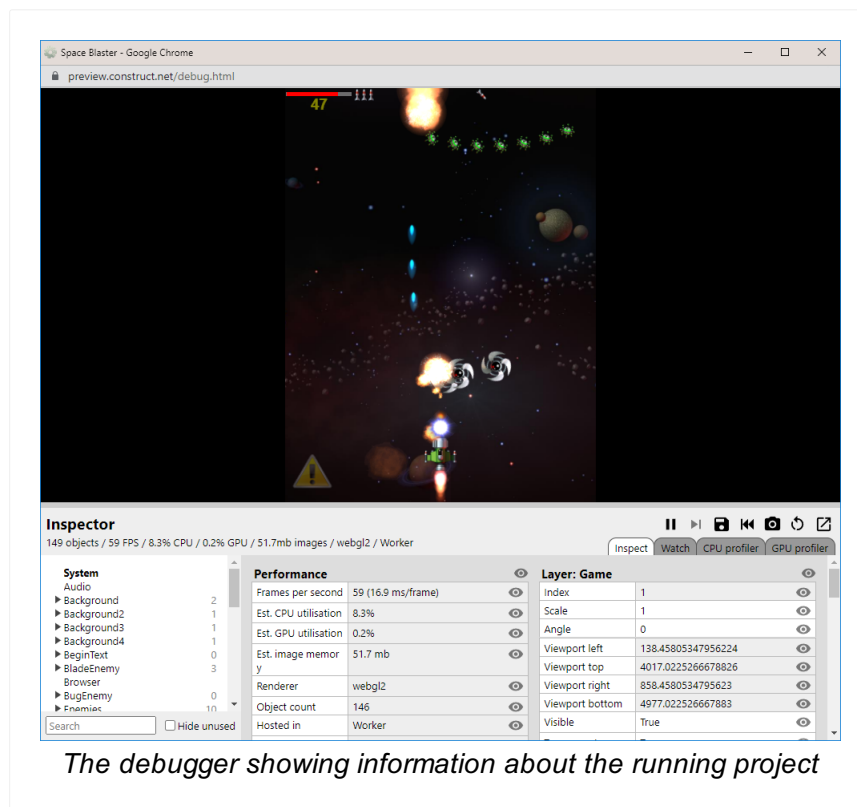 Space Blaster - Google Chrome
preview.construct.net/debug.html
47
Inspector
149 objects / 59 FPS / 8.3% CPU / 0.2% GPU / 51.7mb images / webgl2 / Worker
Inspect Watch CPU profiler GPU profiler
System
Audio
Background 2
Background2 1
Background3 1
Background4 1
BeginText 0
BladeEnemy 3
Browser
BugEnemy 0
Enemies 10
Search Hide unused
Performance
Frames per second 59 (16.9 ms/frame)
Est. CPU utilisation 8.3%
Est. GPU utilisation 0.2%
Est. image memor 51.7 mb
y
Renderer webgl2
Object count 146
Hosted in Worker
Layer: Game
Index 1
Scale 1
Angle 0
Viewport left 138.45805347956224
Viewport top 4017.0225266678826
Viewport right 858.4580534795623
Viewport bottom 4977.022526667883
Visible True
The debugger showing information about the running project